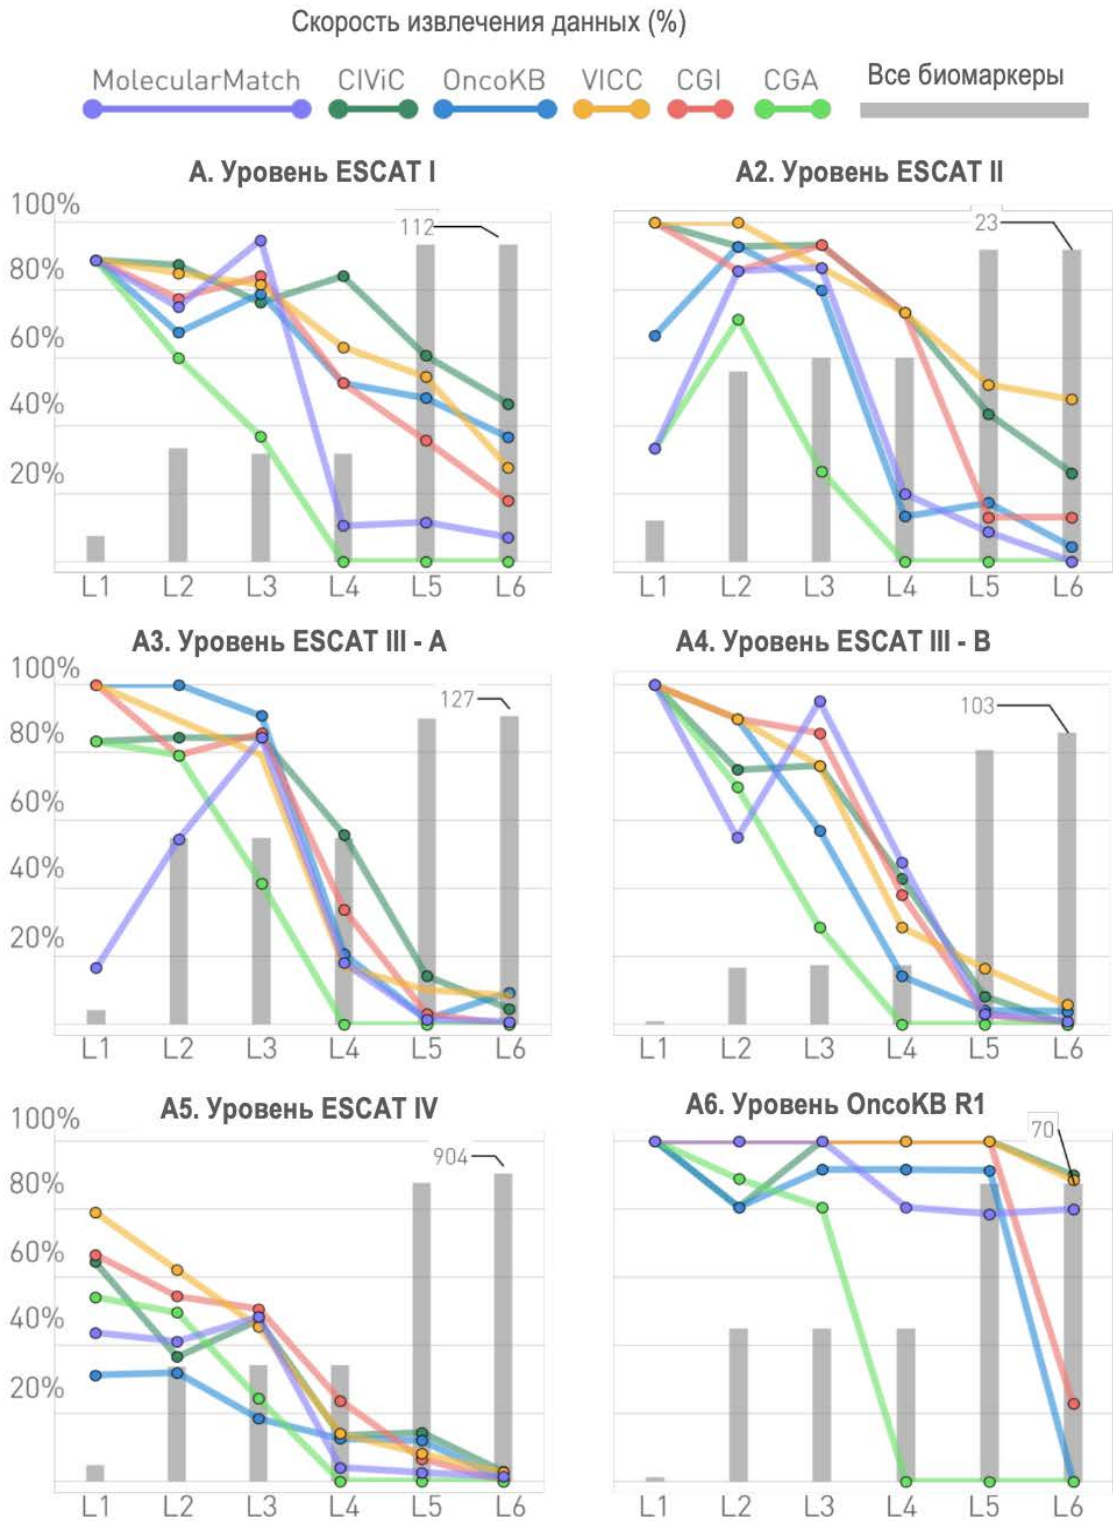 Скорость извлечения данных (%)
MolecularMatch CIViC OncoKB VICC CGI CGA Все биомаркеры
A. Уровень ESCAT I
100%
80%
60%
40%
20%
112
L1 L2 L3 L4 L5 L6
A2. Уровень ESCAT II
23
L1 L2 L3 L4 L5 L6
A3. Уровень ESCAT III - A
100%
80%
60%
40%
20%
127
L1 L2 L3 L4 L5 L6
A4. Уровень ESCAT III - B
103
L1 L2 L3 L4 L5 L6
A5. Уровень ESCAT IV
100%
80%
60%
40%
20%
904
L1 L2 L3 L4 L5 L6
A6. Уровень OncoKB R1
70
L1 L2 L3 L4 L5 L6